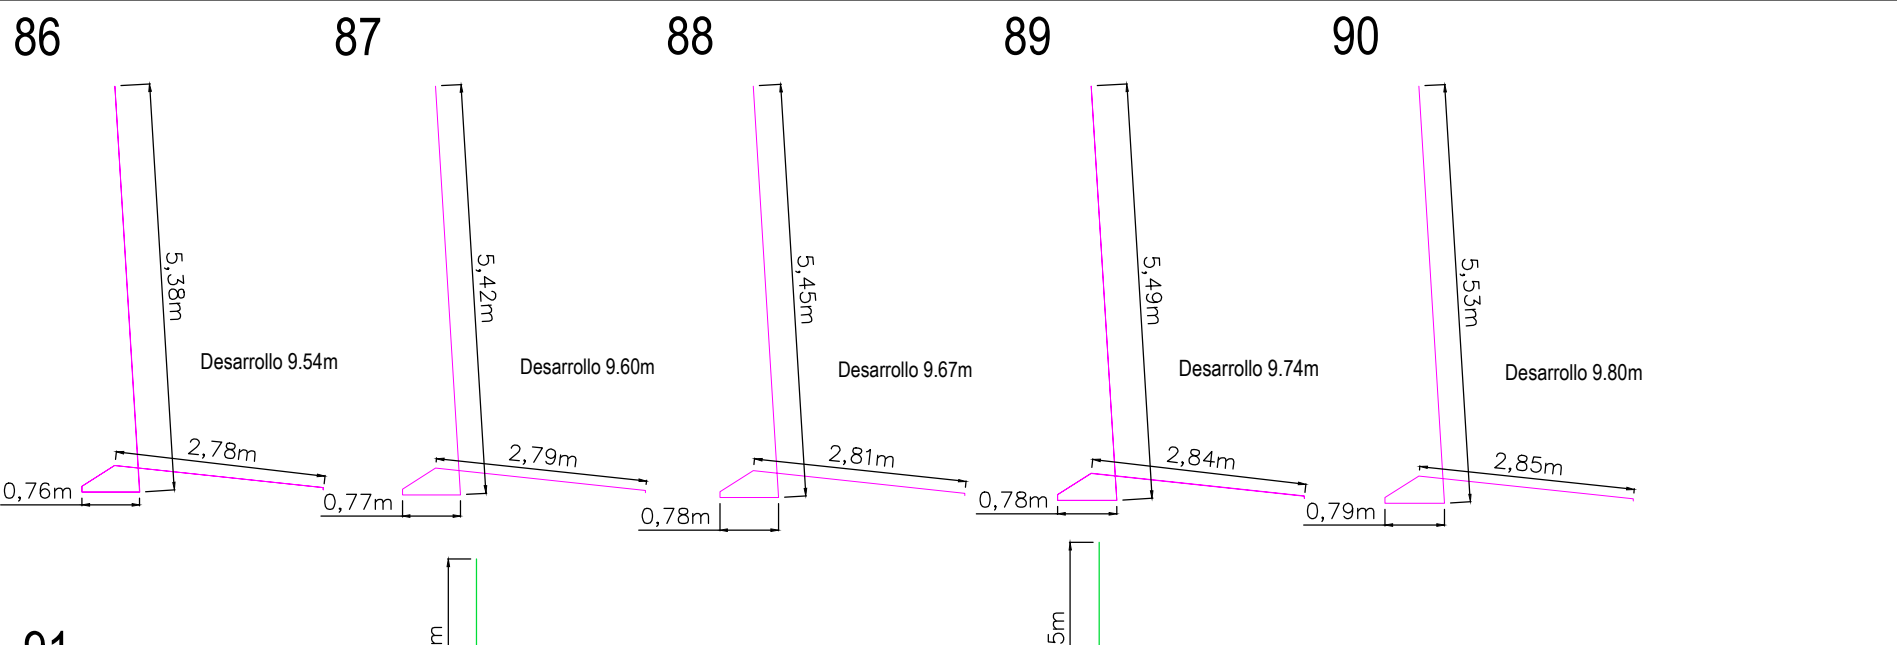 86
87
88
89
90
5,38m
5,42m
5,45m
5,49m
5,53m
Desarrollo 9.54m
Desarrollo 9.60m
Desarrollo 9.67m
Desarrollo 9.74m
Desarrollo 9.80m
2,78m
2,79m
2,81m
2,84m
2,85m
0,76m
0,77m
0,78m
0,78m
0,79m
m
5m